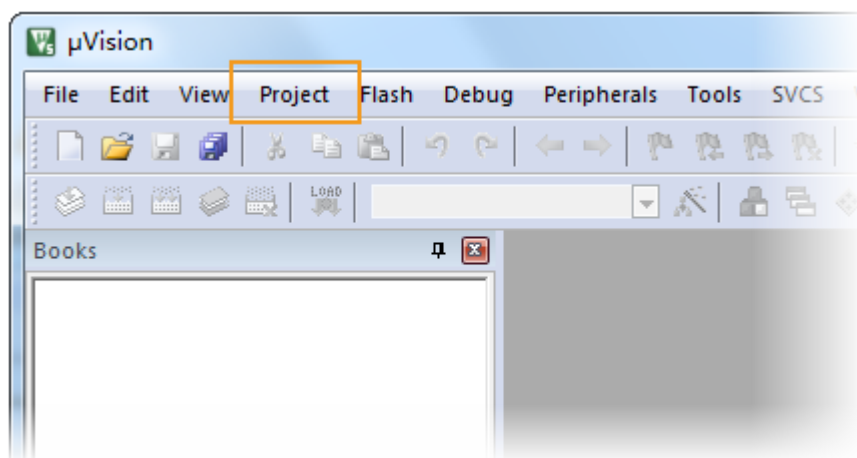 µVision
File Edit View Project Flash Debug Peripherals Tools SVCS
LOAD
Books